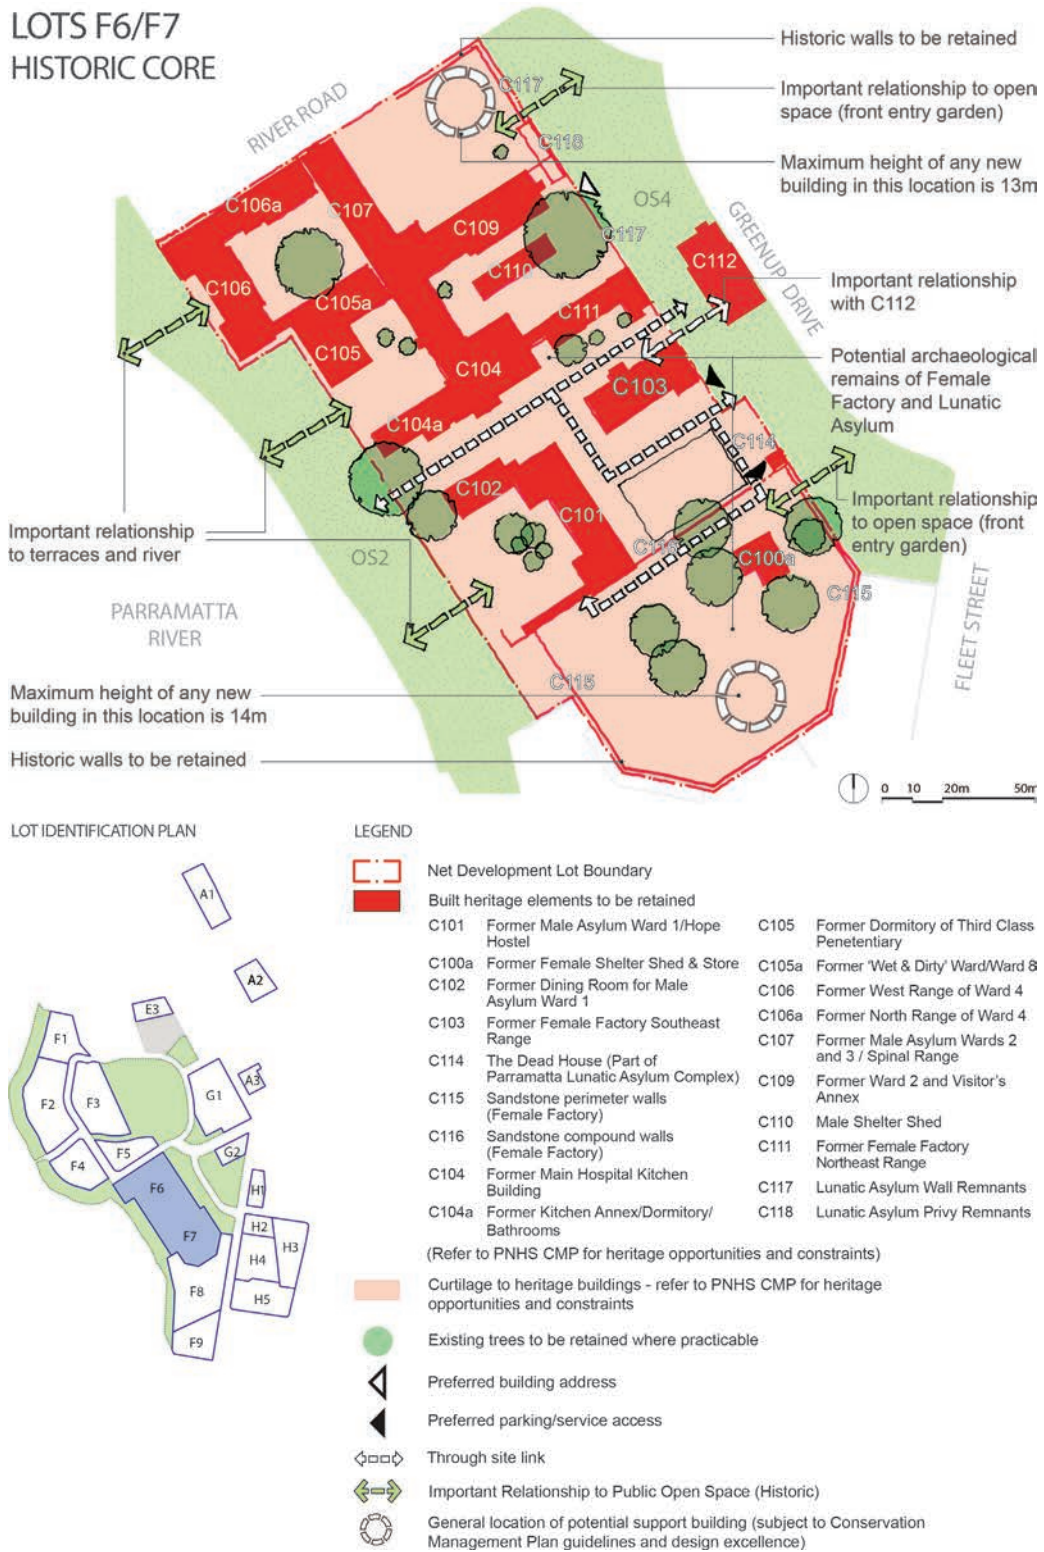 LOTS F6/F7
HISTORIC CORE
RIVER ROAD
Historic walls to be retained
Important relationship to open
space (front entry garden)
Maximum height of any new
building in this location is 13m
C117
C118
C106a
C107
C109
C117
OS4
GREENUP DRIVE
C112
C110
C106
C105a
C111
Important relationship
with C112
C105
C104
C103
Potential archaeological
remains of Female
Factory and Lunatic
Asylum
C104a
C114
C102
C101
C116
C100a
C115
Important relationship
to open space (front
entry garden)
Important relationship
to terraces and river
OS2
PARRAMATTA
RIVER
FLEET STREET
Maximum height of any new
building in this location is 14m
C115
Historic walls to be retained
0 10 20m 50m
LOT IDENTIFICATION PLAN
A1
A2
E3
F1
A3
F2
F3
G1
F5
G2
F4
F6
H1
F7
H2
H3
H4
F8
H5
F9
LEGEND
Net Development Lot Boundary
Built heritage elements to be retained
C101 Former Male Asylum Ward 1/Hope
Hostel
C100a Former Female Shelter Shed & Store
C102 Former Dining Room for Male
Asylum Ward 1
C103 Former Female Factory Southeast
Range
C114 The Dead House (Part of
Parramatta Lunatic Asylum Complex)
C115 Sandstone perimeter walls
(Female Factory)
C116 Sandstone compound walls
(Female Factory)
C104 Former Main Hospital Kitchen
Building
C104a Former Kitchen Annex/Dormitory/
Bathrooms
C105 Former Dormitory of Third Class
Penetentiary
C105a Former 'Wet & Dirty' Ward/Ward 8
C106 Former West Range of Ward 4
C106a Former North Range of Ward 4
C107 Former Male Asylum Wards 2
and 3 / Spinal Range
C109 Former Ward 2 and Visitor's
Annex
C110 Male Shelter Shed
C111 Former Female Factory
Northeast Range
C117 Lunatic Asylum Wall Remnants
C118 Lunatic Asylum Privy Remnants
(Refer to PNHS CMP for heritage opportunities and constraints)
Curtilage to heritage buildings - refer to PNHS CMP for heritage
opportunities and constraints
Existing trees to be retained where practicable
Preferred building address
Preferred parking/service access
Through site link
Important Relationship to Public Open Space (Historic)
General location of potential support building (subject to Conservation
Management Plan guidelines and design excellence)